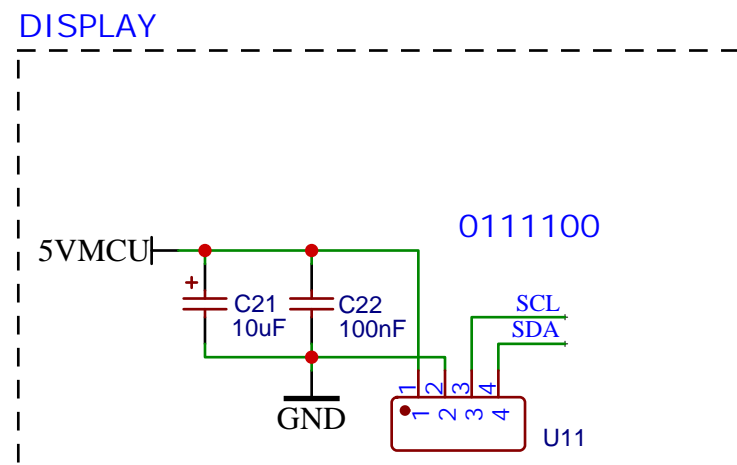 DISPLAY
0111100
5VMCU
+
C21
10uF
C22
100nF
SCL
SDA
GND
1 2 3 4
1 2 3 4
U11